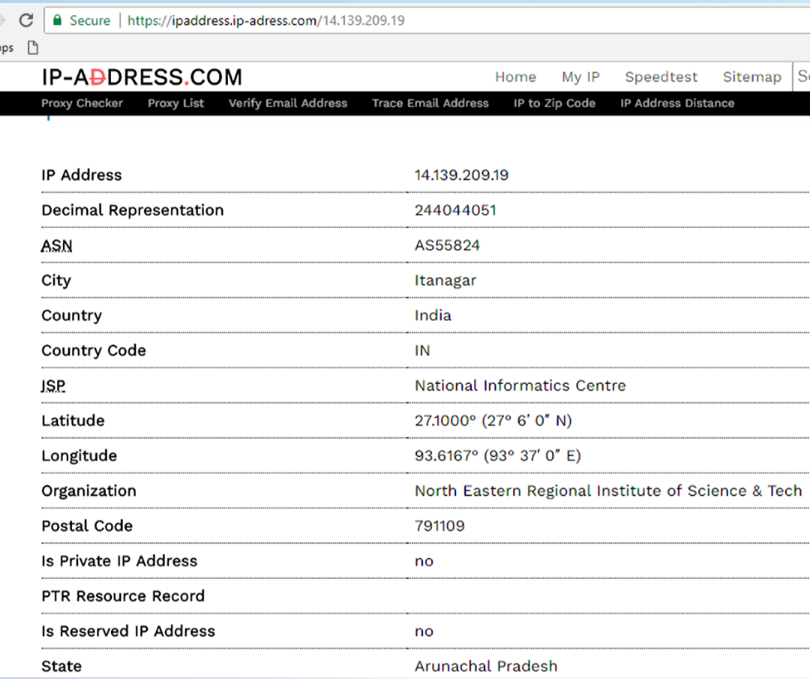 ops
Secure | https://ipaddress.ip-adress.com/14.139.209.19
IP-ADDRESS.COM
Home My IP Speedtest Sitemap
Proxy Checker Proxy List Verify Email Address Trace Email Address IP to Zip Code IP Address Distance
IP Address 14.139.209.19
Decimal Representation 244044051
ASN AS55824
City Itanagar
Country India
Country Code IN
ISP National Informatics Centre
Latitude 27.1000° (27° 6′ 0″ N)
Longitude 93.6167° (93° 37′ 0″ E)
Organization North Eastern Regional Institute of Science & Tech
Postal Code 791109
Is Private IP Address no
PTR Resource Record
Is Reserved IP Address no
State Arunachal Pradesh